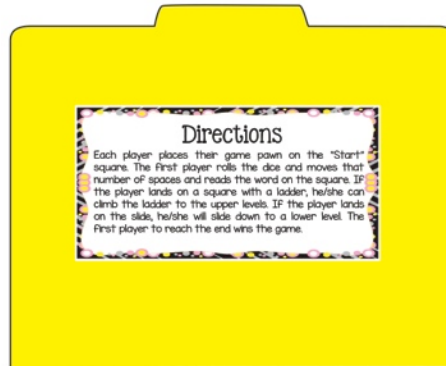 Directions
Each player places their game pawn on the "Start"
square. The first player rolls the dice and moves that
number of spaces and reads the word on the square. If
the player lands on a square with a ladder, he/she can
climb the ladder to the upper levels. If the player lands
on the slide, he/she will slide down to a lower level. The
first player to reach the end wins the game.